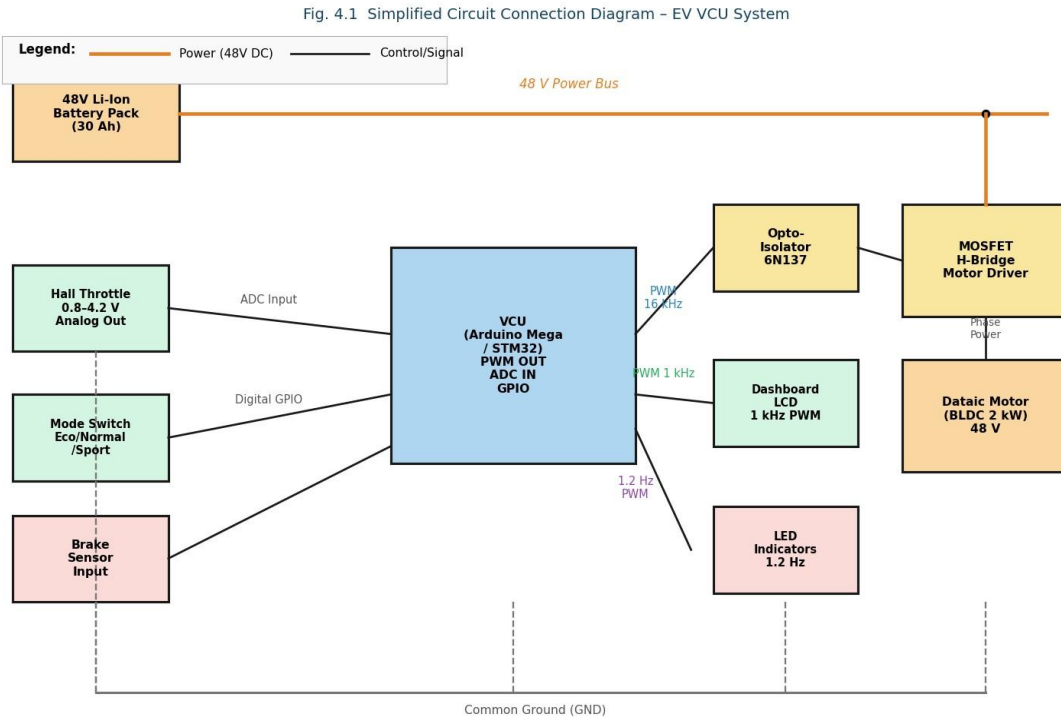 Fig. 4.1  Simplified Circuit Connection Diagram – EV VCU System
Legend:
Power (48V DC)
Control/Signal
48 V Power Bus
48V Li-Ion
Battery Pack
(30 Ah)
Opto-
Isolator
6N137
MOSFET
H-Bridge
Motor Driver
Hall Throttle
0.8–4.2 V
Analog Out
ADC Input
VCU
(Arduino Mega
/ STM32)
PWM OUT
ADC IN
GPIO
PWM
16 kHz
Phase
Power
PWM 1 kHz
Dashboard
LCD
1 kHz PWM
Dataic Motor
(BLDC 2 kW)
48 V
Digital GPIO
Mode Switch
Eco/Normal
/Sport
1.2 Hz
PWM
Brake
Sensor
Input
LED
Indicators
1.2 Hz
Common Ground (GND)